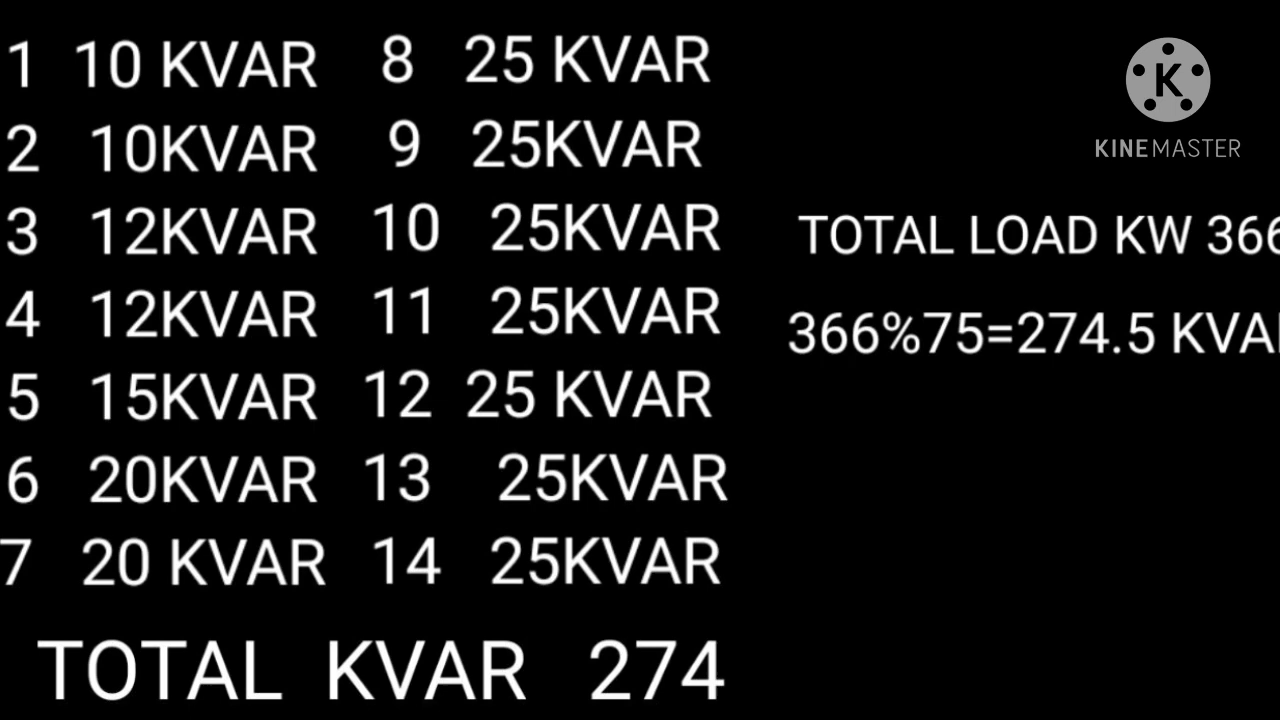 1 10 KVAR 8 25 KVAR
2 10KVAR 9 25KVAR
3 12KVAR 10 25KVAR
4 12KVAR 11 25KVAR
5 15KVAR 12 25 KVAR
6 20KVAR 13 25KVAR
7 20 KVAR 14 25KVAR
TOTAL KVAR 274
K
KINEMASTER
TOTAL LOAD KW 366
366%75=274.5 KVAR